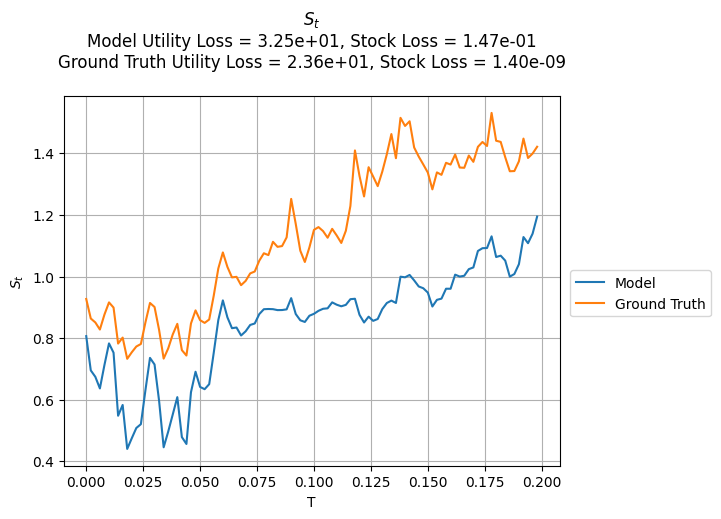 S_t
Model Utility Loss = 3.25e+01, Stock Loss = 1.47e-01
Ground Truth Utility Loss = 2.36e+01, Stock Loss = 1.40e-09
1.4
1.2
1.0
0.8
0.6
0.4
S_t
0.000 0.025 0.050 0.075 0.100 0.125 0.150 0.175 0.200
T
Model
Ground Truth